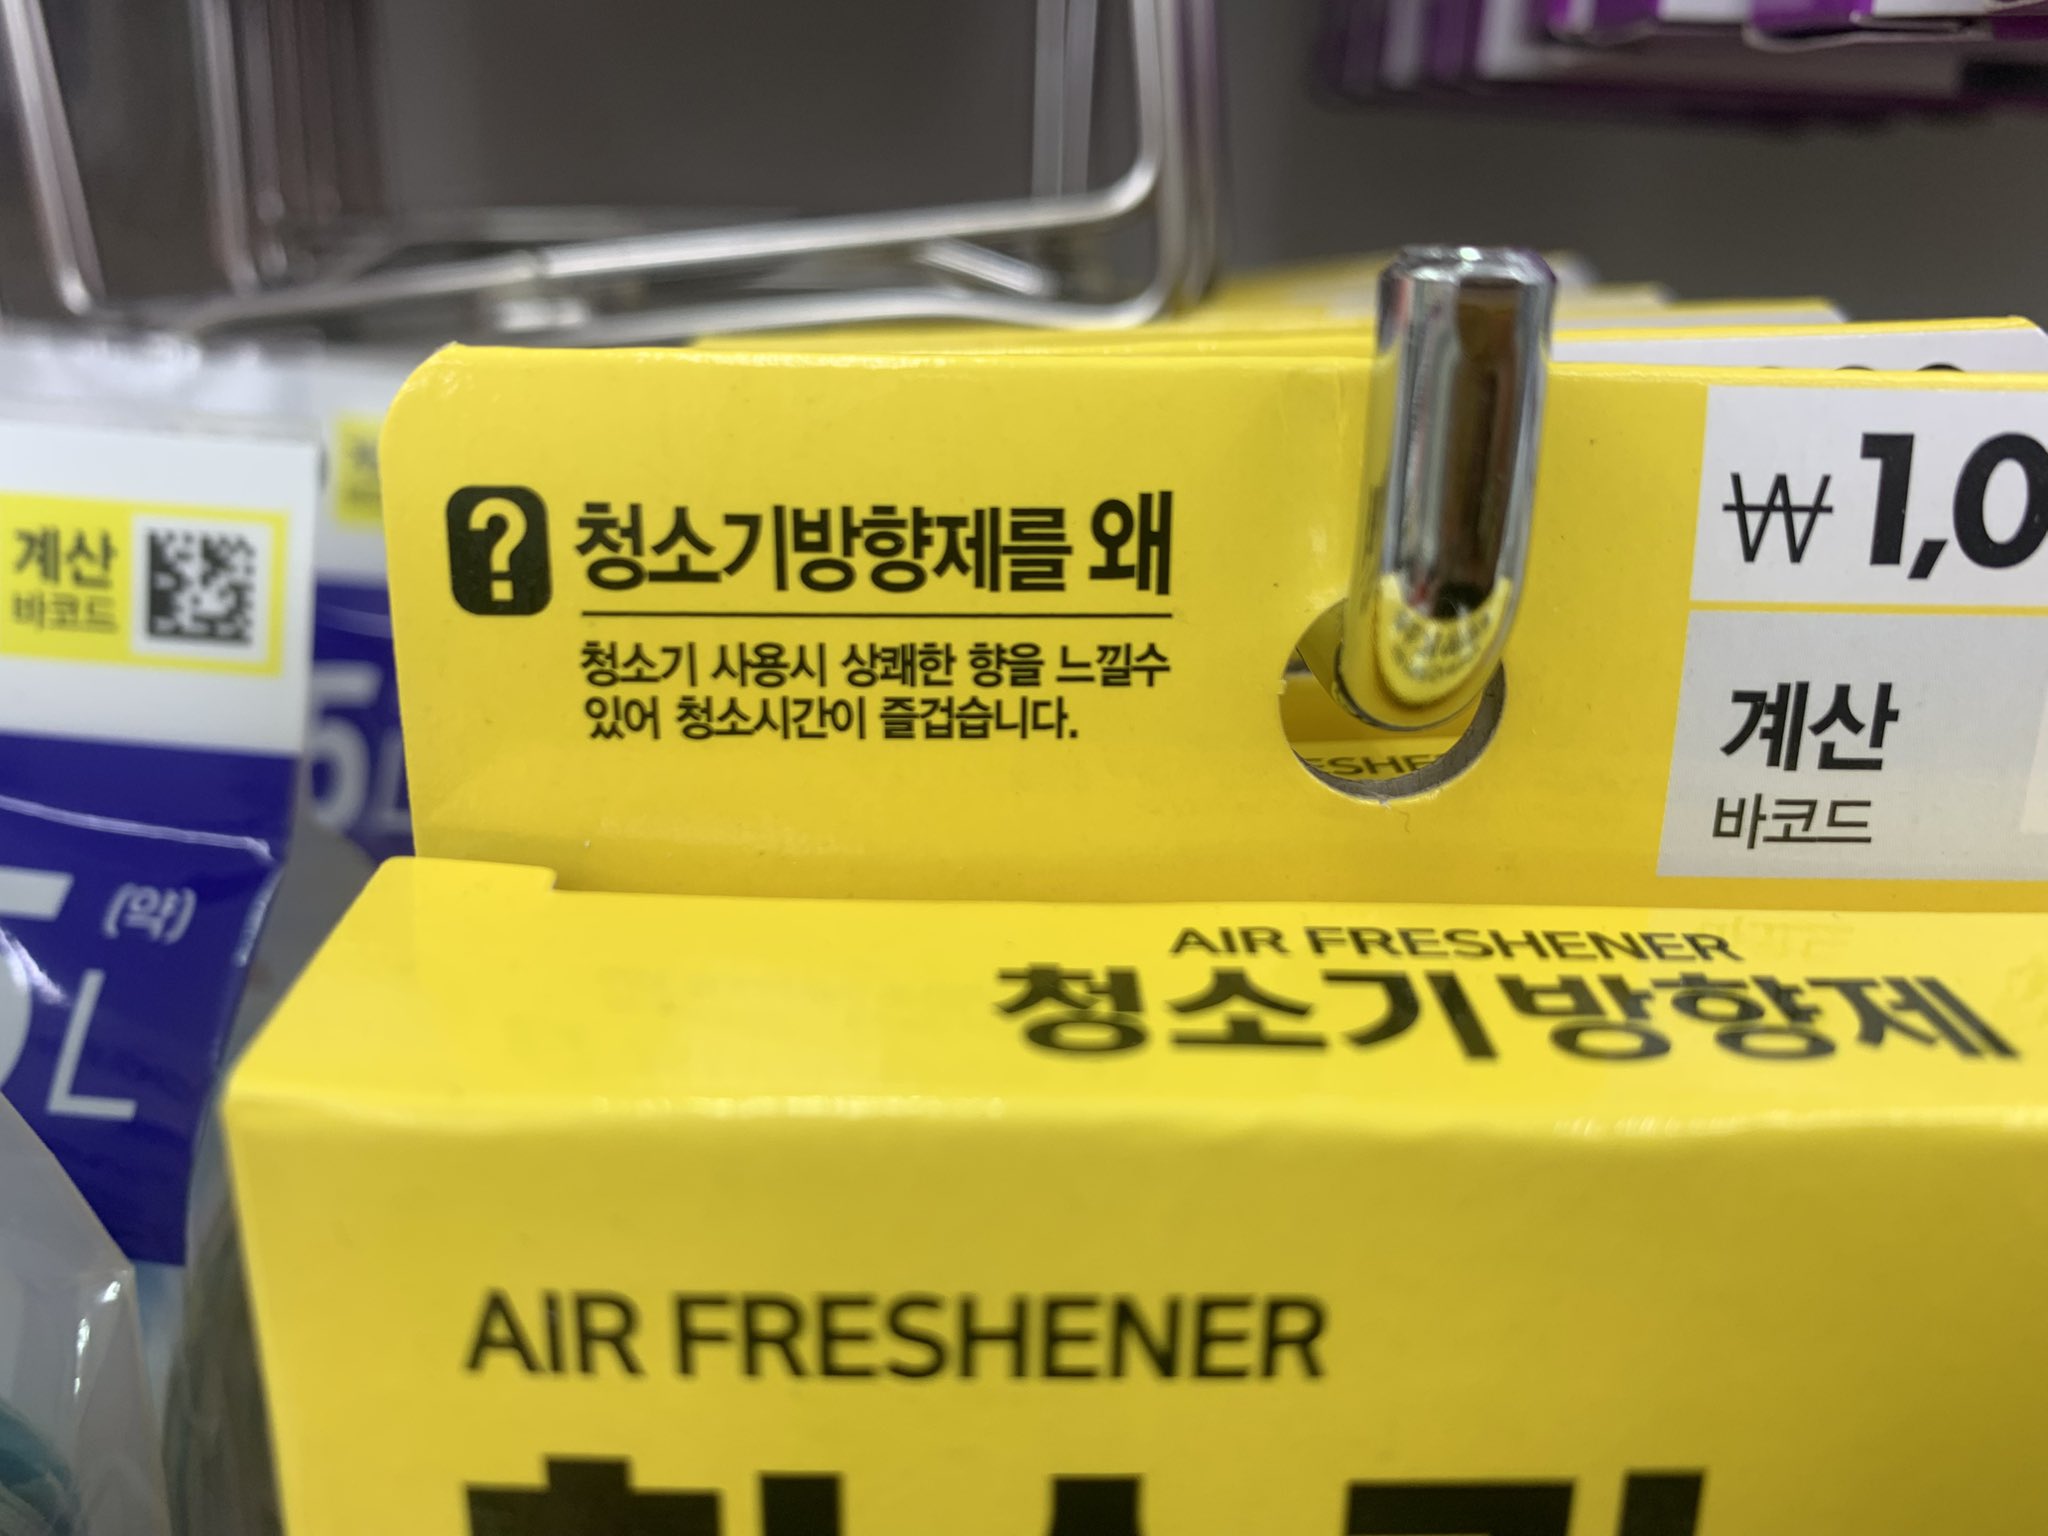 청소기방향제를 왜
청소기 사용시 상쾌한 향을 느낄수
있어 청소시간이 즐겁습니다.
₩1,0
계산
바코드
AIR FRESHENER
청소기방향제
AIR FRESHENER
계산
바코드
5L
(약)
L